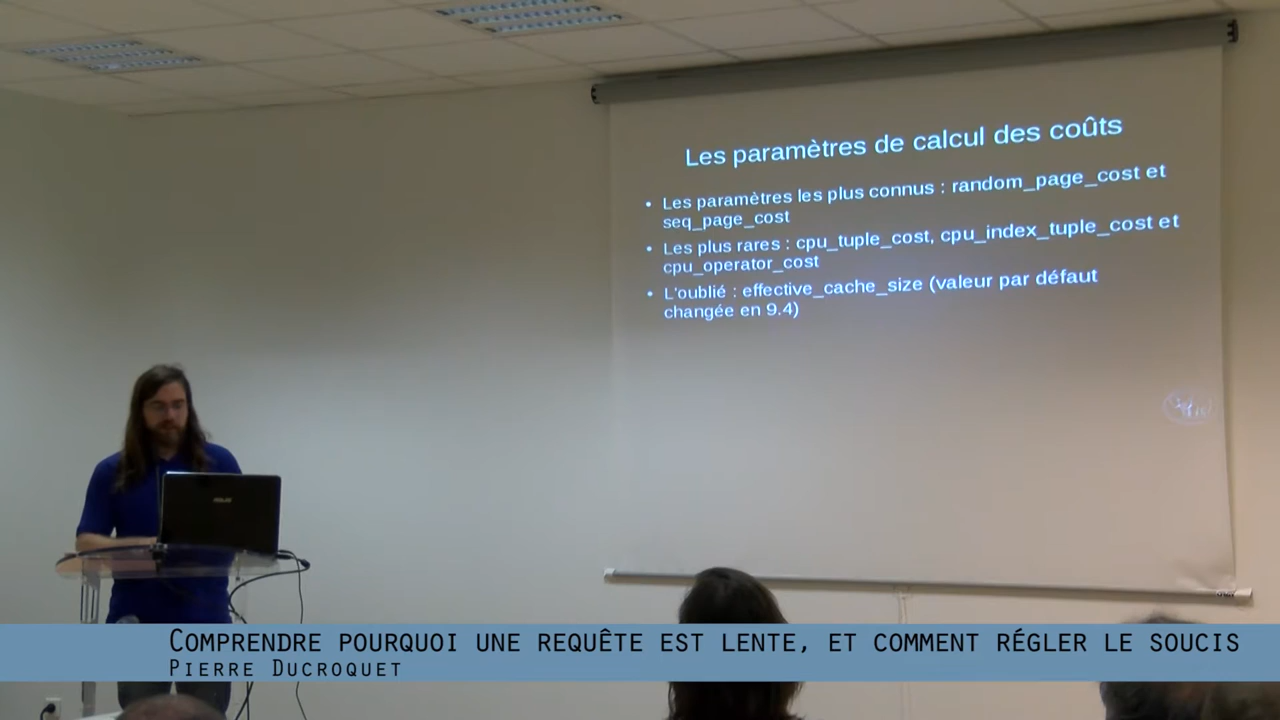 Les paramètres de calcul des coûts
• Les paramètres les plus connus : random_page_cost et
seq_page_cost
• Les plus rares : cpu_tuple_cost, cpu_index_tuple_cost et
cpu_operator_cost
• L'oublié : effective_cache_size (valeur par défaut
changée en 9.4)
ASUS
COMPRENDRE POURQUOI UNE REQUÊTE EST LENTE, ET COMMENT RÉGLER LE SOUCIS
PIERRE DUCROQUET